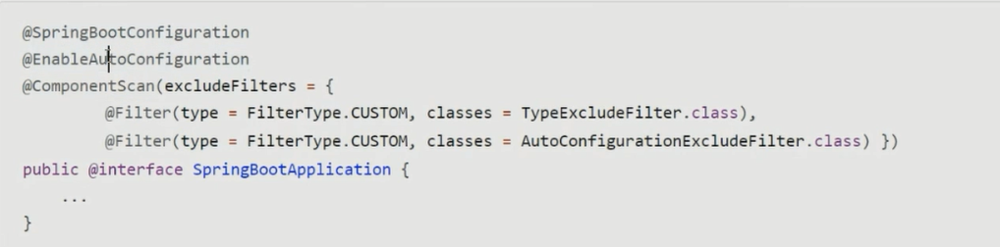 @SpringBootConfiguration
@EnableAutoConfiguration
@ComponentScan(excludeFilters = {
        @Filter(type = FilterType.CUSTOM, classes = TypeExcludeFilter.class),
        @Filter(type = FilterType.CUSTOM, classes = AutoConfigurationExcludeFilter.class) })
public @interface SpringBootApplication {
    ...
}